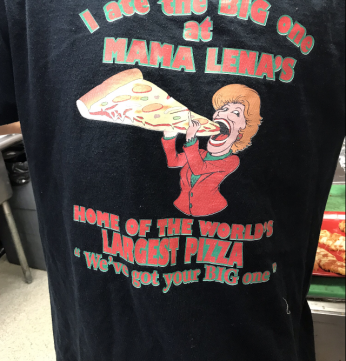 I ate the BIG one
at
MAMA LENA'S
HOME OF THE WORLD'S
LARGEST PIZZA
"We've got your BIG one"